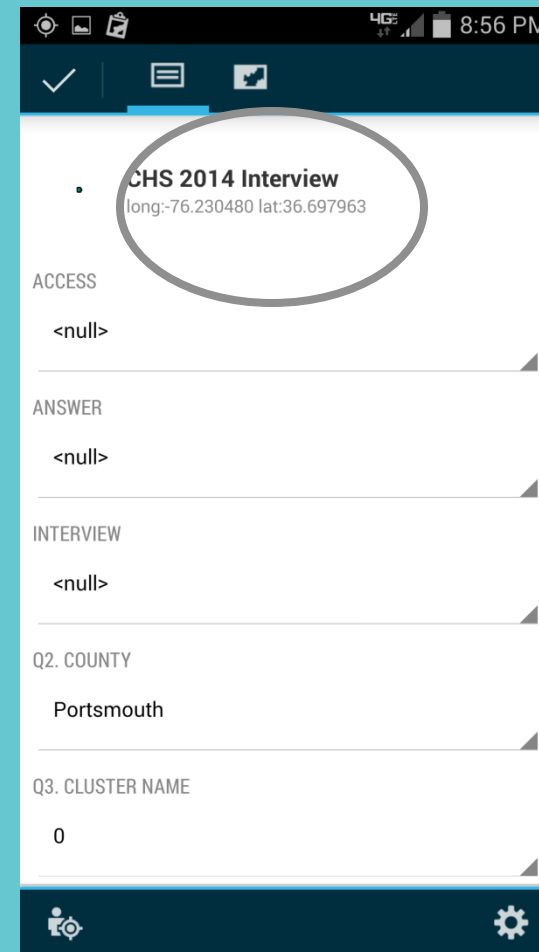 4G 8:56 PM
CHS 2014 Interview
long:-76.230480 lat:36.697963
ACCESS
<null>
ANSWER
<null>
INTERVIEW
<null>
Q2. COUNTY
Portsmouth
Q3. CLUSTER NAME
0